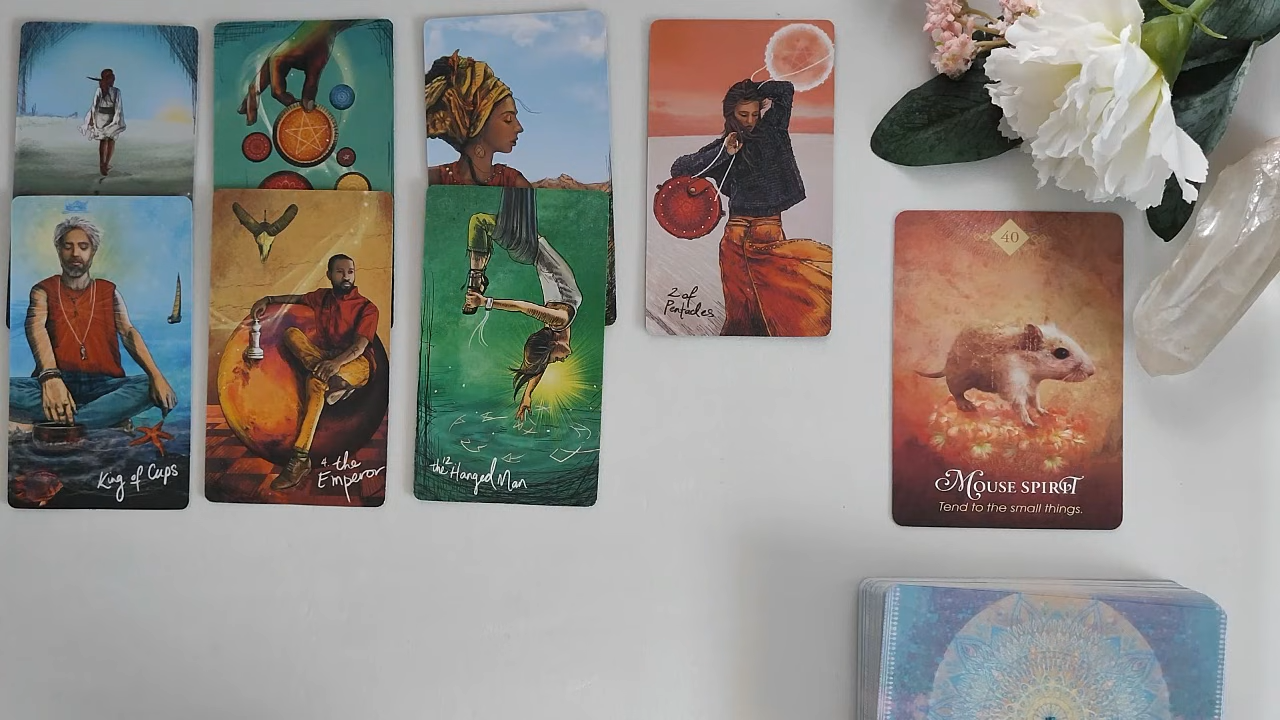 2 of
Pentacles
King of Cups
4. the
Emperor
12
the Hanged Man
40
Mouse Spirit
Tend to the small things.